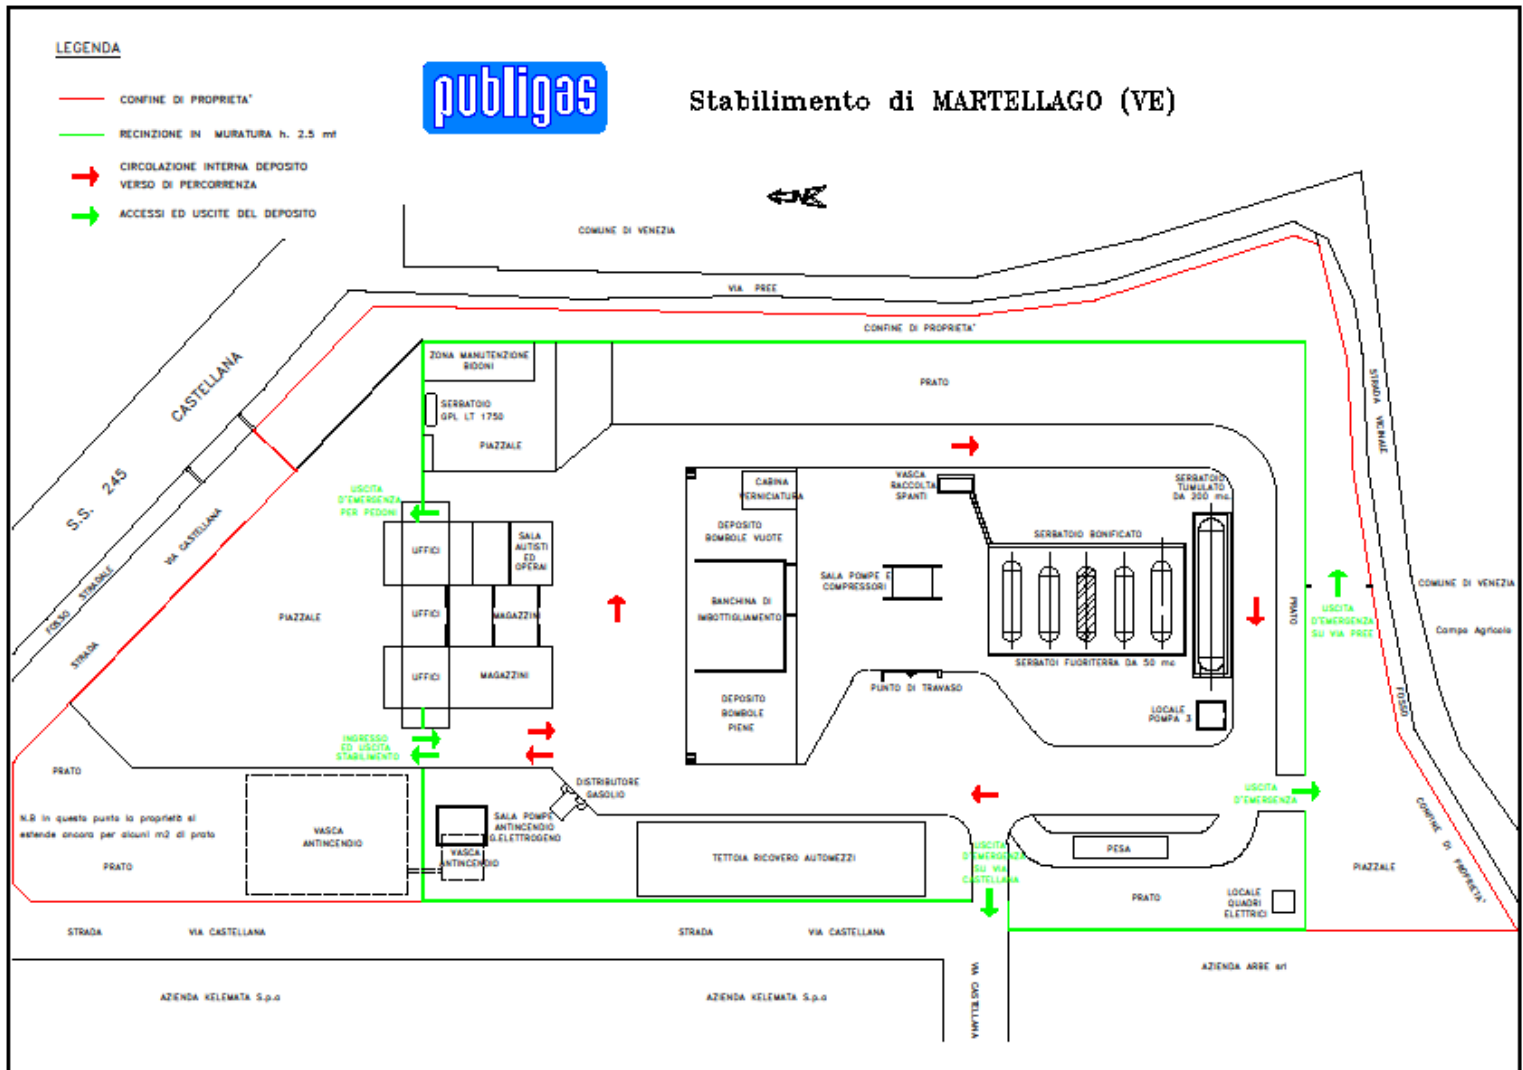 LEGENDA
CONFINE DI PROPRIETA'
RECINZIONE IN MURATURA h. 2.5 mt
CIRCOLAZIONE INTERNA DEPOSITO
VERSO DI PERCORRENZA
ACCESSI ED USCITE DEL DEPOSITO
publigas
Stabilimento di MARTELLAGO (VE)
N
COMUNE DI VENEZIA
VIA PREE
CONFINE DI PROPRIETA'
S.S. 245 CASTELLANA
FOSSO STRADALE
STRADA VIA CASTELLANA
ZONA MANUTENZIONE
BIDONI
SERBATOIO
GPL LT 1750
PIAZZALE
PRATO
STRADA VICINALE
USCITA
D'EMERGENZA
PER PEDONI
UFFICI
SALA
AUTISTI
ED
OPERAI
UFFICI
MAGAZZINI
UFFICI
MAGAZZINI
PIAZZALE
CABINA
VERNICIATURA
DEPOSITO
BOMBOLE VUOTE
BANCHINA DI
IMBOTTIGLIAMENTO
DEPOSITO
BOMBOLE
PIENE
VASCA
RACCOLTA
SPANTI
SERBATOIO
TUMULATO
DA 200 mc.
SERBATOIO BONIFICATO
SALA POMPE E
COMPRESSORI
SERBATOI FUORITERRA DA 50 mc
PUNTO DI TRAVASO
LOCALE
POMPA 3
PRATO
USCITA
D'EMERGENZA
SU VIA PREE
COMUNE DI VENEZIA
Campo Agricolo
FOSSO
CONFINE DI PROPRIETA'
INGRESSO
ED USCITA
STABILIMENTO
PRATO
N.B In questo punto la proprietà si
estende ancora per alcuni m2 di prato
PRATO
VASCA
ANTINCENDIO
SALA POMPE
ANTINCENDIO
G.ELETTROGENO
VASCA
ANTINCENDIO
DISTRIBUTORE
GASOLIO
TETTOIA RICOVERO AUTOMEZZI
USCITA
D'EMERGENZA
SU VIA
CASTELLANA
PESA
USCITA
D'EMERGENZA
PRATO
LOCALE
QUADRI
ELETTRICI
PIAZZALE
STRADA
VIA CASTELLANA
STRADA
VIA CASTELLANA
AZIENDA KELEMATA S.p.a
AZIENDA KELEMATA S.p.a
VIA CASTELLANA
AZIENDA ARBE srl